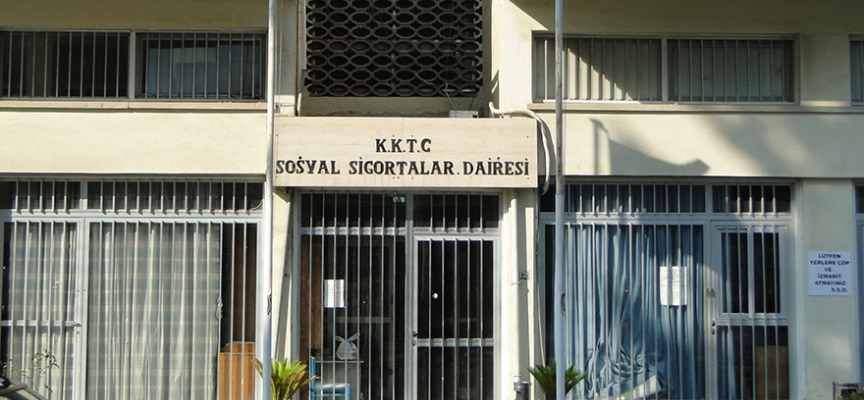 K.K.T.C
SOSYAL SİGORTALAR.DAİRESİ
LÜTFEN
YERLERE ÇÖP
VE
İZMARİT
ATMAYINIZ
S.S.D.